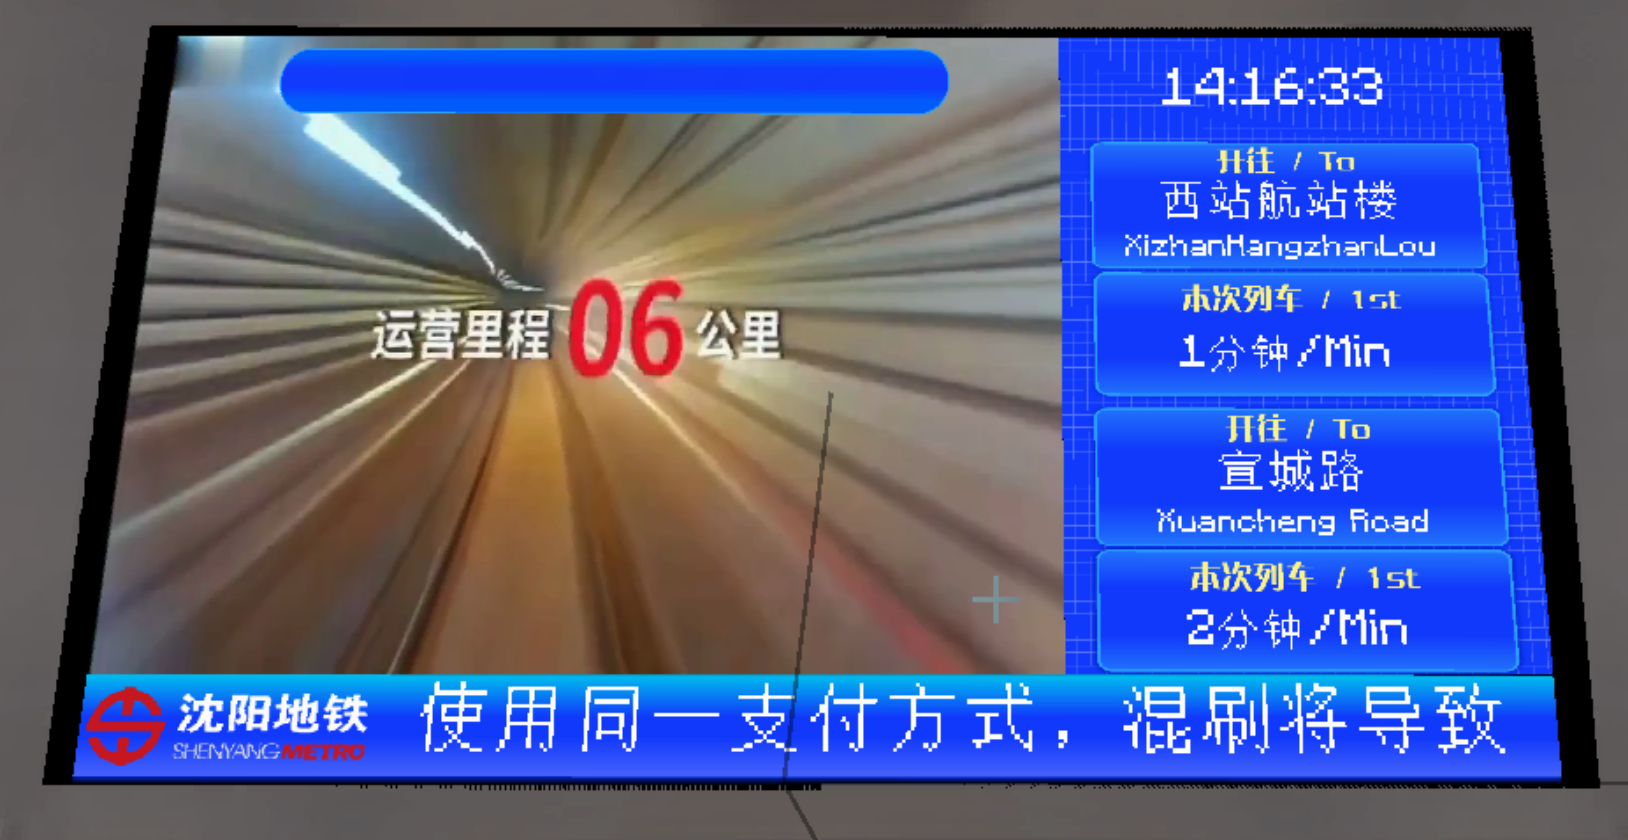 14:16:33
开往 / To
西站航站楼
XizhanHangzhanLou
本次列车 / 1st
1分钟/Min
运营里程06公里
开往 / To
宣城路
Xuancheng Road
本次列车 / 1st
2分钟/Min
沈阳地铁
SHENYANG METRO
使用同一支付方式，混刷将导致